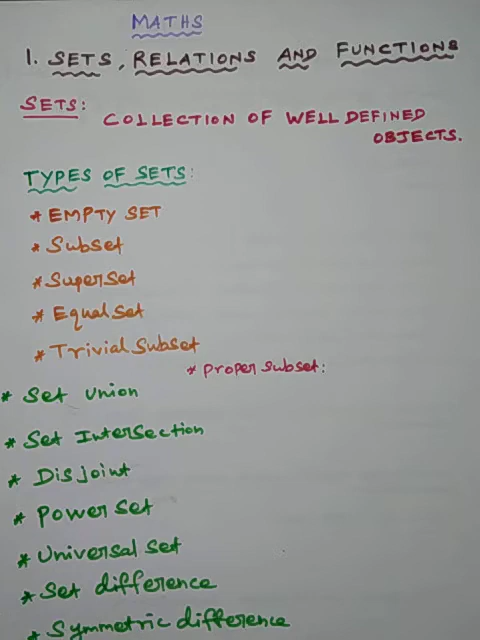 MATHS
1. SETS, RELATIONS AND FUNCTIONS
SETS:
COLLECTION OF WELL DEFINED
OBJECTS.
TYPES OF SETS:
* EMPTY SET
* Subset
* Superset
* Equal set
* Trivial Subset
* Proper subset:
* Set union
* Set Intersection
* Disjoint
* Power set
* Universal set
* Set difference
* Symmetric difference